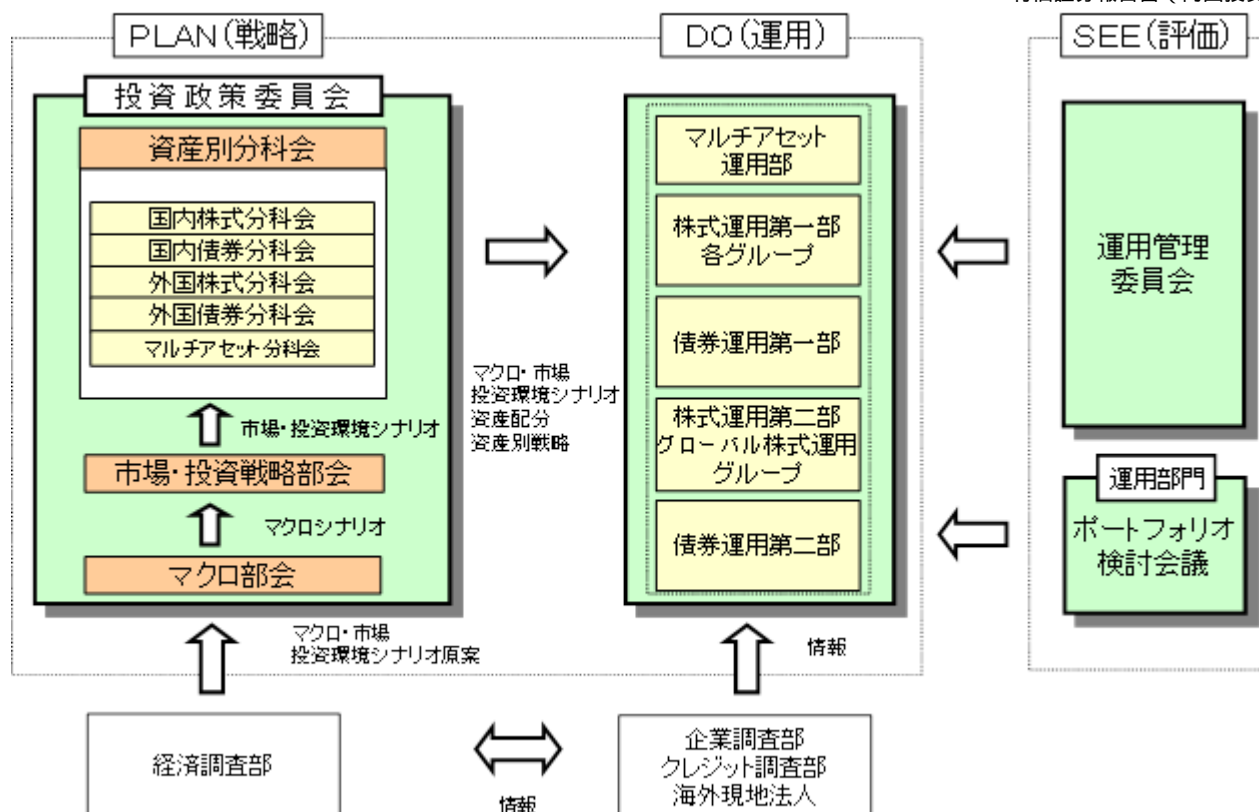 PLAN(戦略)
DO(運用)
SEE(評価)
投資政策委員会
資産別分科会
国内株式分科会
国内債券分科会
外国株式分科会
外国債券分科会
マルチアセット分科会
市場・投資環境シナリオ
市場・投資戦略部会
マクロシナリオ
マクロ部会
マクロ・市場
投資環境シナリオ
資産配分
資産別戦略
マルチアセット
運用部
株式運用第一部
各グループ
債券運用第一部
株式運用第二部
グローバル株式運用
グループ
債券運用第二部
運用管理
委員会
運用部門
ポートフォリオ
検討会議
マクロ・市場
投資環境シナリオ原案
情報
経済調査部
情報
企業調査部
クレジット調査部
海外現地法人